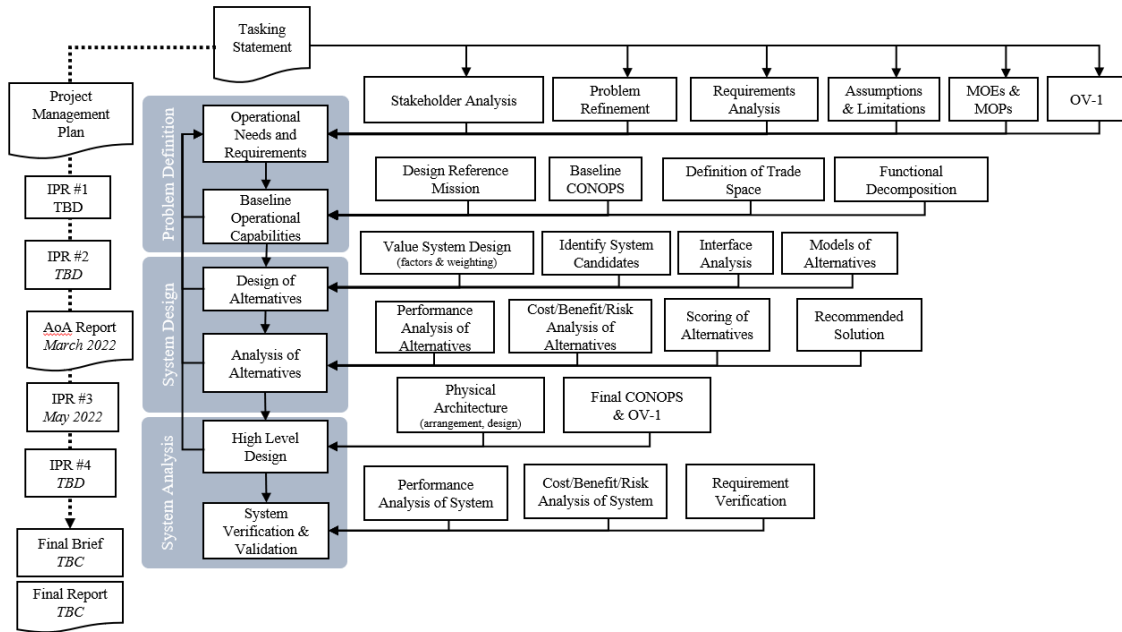 Tasking
Statement
Project
Management
Plan
IPR #1
TBD
IPR #2
TBD
AoA Report
March 2022
IPR #3
May 2022
IPR #4
TBD
Final Brief
TBC
Final Report
TBC
Problem Definition
Operational
Needs and
Requirements
Baseline
Operational
Capabilities
System Design
Design of
Alternatives
Analysis of
Alternatives
System Analysis
High Level
Design
System
Verification &
Validation
Stakeholder Analysis
Problem
Refinement
Requirements
Analysis
Assumptions
& Limitations
MOEs &
MOPs
OV-1
Design Reference
Mission
Baseline
CONOPS
Definition of Trade
Space
Functional
Decomposition
Value System Design
(factors & weighting)
Identify System
Candidates
Interface
Analysis
Models of
Alternatives
Performance
Analysis of
Alternatives
Cost/Benefit/Risk
Analysis of
Alternatives
Scoring of
Alternatives
Recommended
Solution
Physical
Architecture
(arrangement, design)
Final CONOPS
& OV-1
Performance
Analysis of System
Cost/Benefit/Risk
Analysis of System
Requirement
Verification